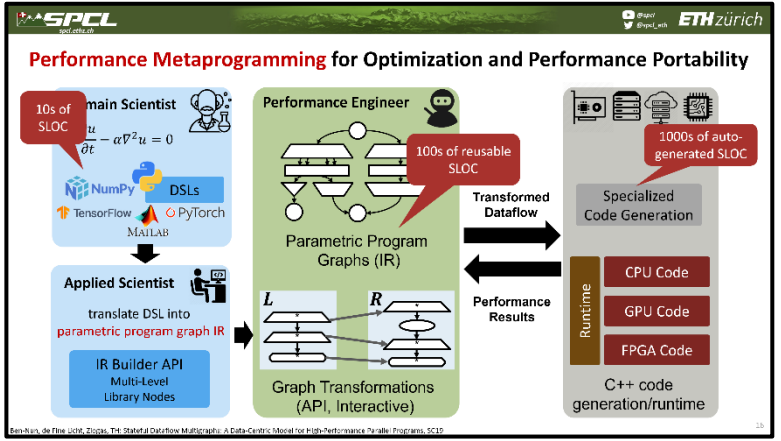 SPCL
spcl.ethz.ch
@spcl
@spcl_eth
ETH zürich
Performance Metaprogramming for Optimization and Performance Portability
10s of
SLOC
main Scientist
u
∂t − α∇²u = 0
NumPy
DSLs
TensorFlow
PyTorch
MATLAB
Applied Scientist
translate DSL into
parametric program graph IR
IR Builder API
Multi-Level
Library Nodes
Performance Engineer
100s of reusable
SLOC
Parametric Program
Graphs (IR)
L
R
Graph Transformations
(API, Interactive)
Transformed
Dataflow
Performance
Results
1000s of auto-
generated SLOC
Specialized
Code Generation
Runtime
CPU Code
GPU Code
FPGA Code
C++ code
generation/runtime
Ben-Nun, de Fine Licht, Ziogas, TH: Stateful Dataflow Multigraphs: A Data-Centric Model for High-Performance Parallel Programs, SC19
16